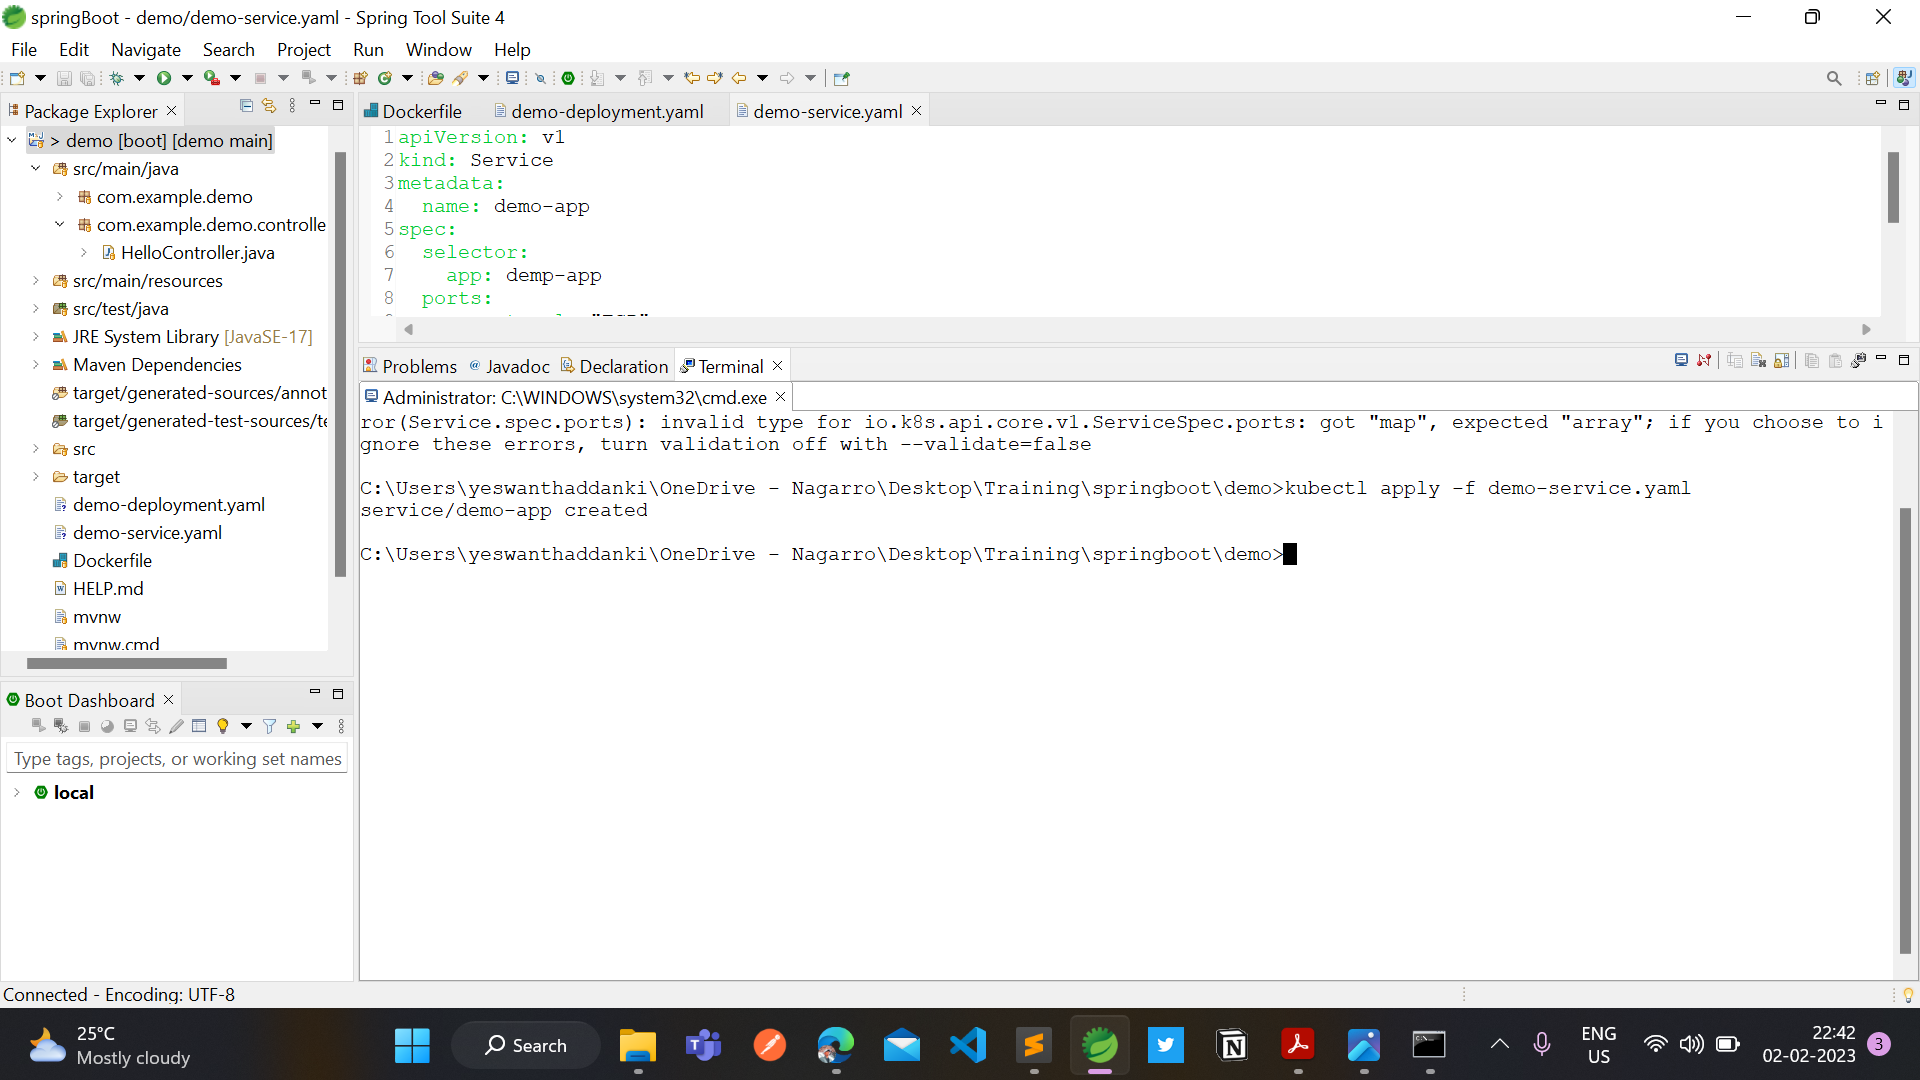 springBoot - demo/demo-service.yaml - Spring Tool Suite 4
File Edit Navigate Search Project Run Window Help
Package Explorer
> demo [boot] [demo main]
src/main/java
com.example.demo
com.example.demo.controlle
HelloController.java
src/main/resources
src/test/java
JRE System Library [JavaSE-17]
Maven Dependencies
target/generated-sources/annot
target/generated-test-sources/te
src
target
demo-deployment.yaml
demo-service.yaml
Dockerfile
HELP.md
mvnw
mvnw.cmd
Boot Dashboard
Type tags, projects, or working set names
local
Dockerfile demo-deployment.yaml demo-service.yaml
1 apiVersion: v1
2 kind: Service
3 metadata:
4 name: demo-app
5 spec:
6 selector:
7 app: demp-app
8 ports:
Problems Javadoc Declaration Terminal
Administrator: C:\WINDOWS\system32\cmd.exe
ror(Service.spec.ports): invalid type for io.k8s.api.core.v1.ServiceSpec.ports: got "map", expected "array"; if you choose to i
gnore these errors, turn validation off with --validate=false
C:\Users\yeswanthaddanki\OneDrive - Nagarro\Desktop\Training\springboot\demo>kubectl apply -f demo-service.yaml
service/demo-app created
C:\Users\yeswanthaddanki\OneDrive - Nagarro\Desktop\Training\springboot\demo>
Connected - Encoding: UTF-8
25°C
Mostly cloudy
Search
ENG
US
22:42
02-02-2023
3